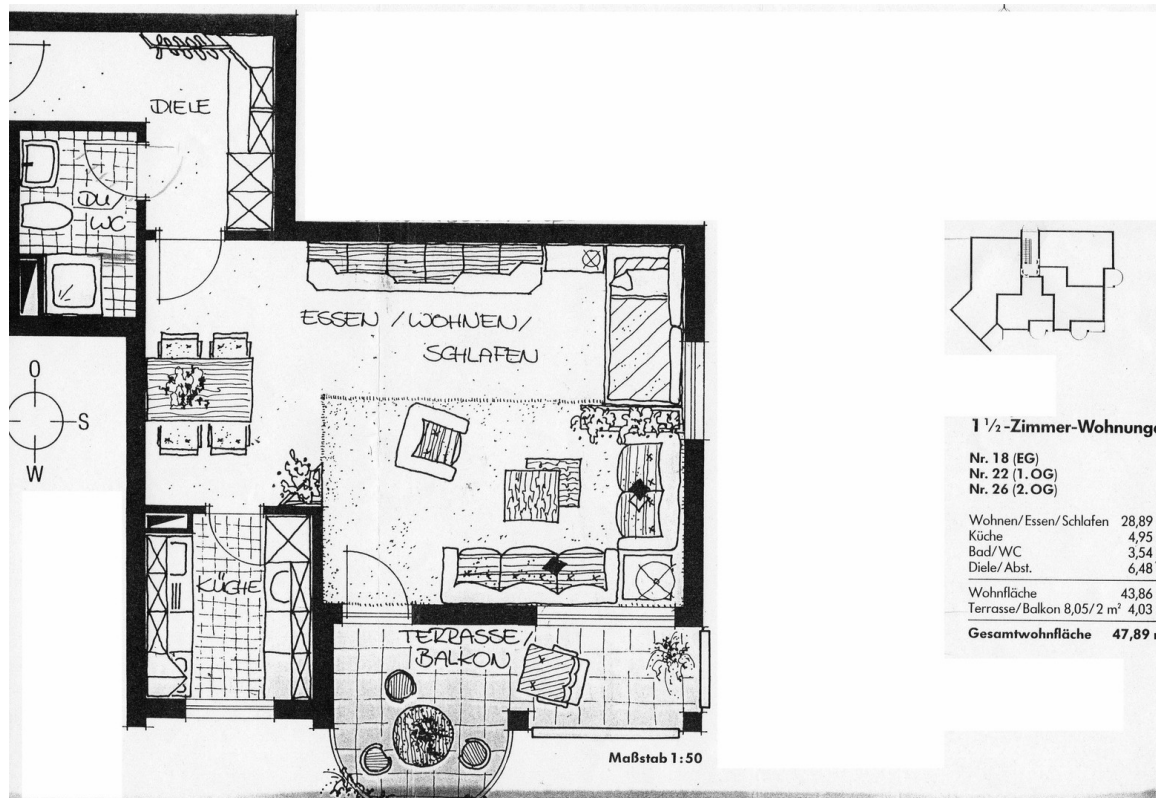 DIELE
DU/
WC
ESSEN / WOHNEN /
SCHLAFEN
O
S
W
KÜCHE
TERRASSE /
BALKON
Maßstab 1:50
1 ½-Zimmer-Wohnunge
Nr. 18 (EG)
Nr. 22 (1. OG)
Nr. 26 (2. OG)
Wohnen/Essen/Schlafen 28,89
Küche 4,95
Bad/WC 3,54
Diele/Abst. 6,48
Wohnfläche 43,86
Terrasse/Balkon 8,05/2 m² 4,03
Gesamtwohnfläche 47,89